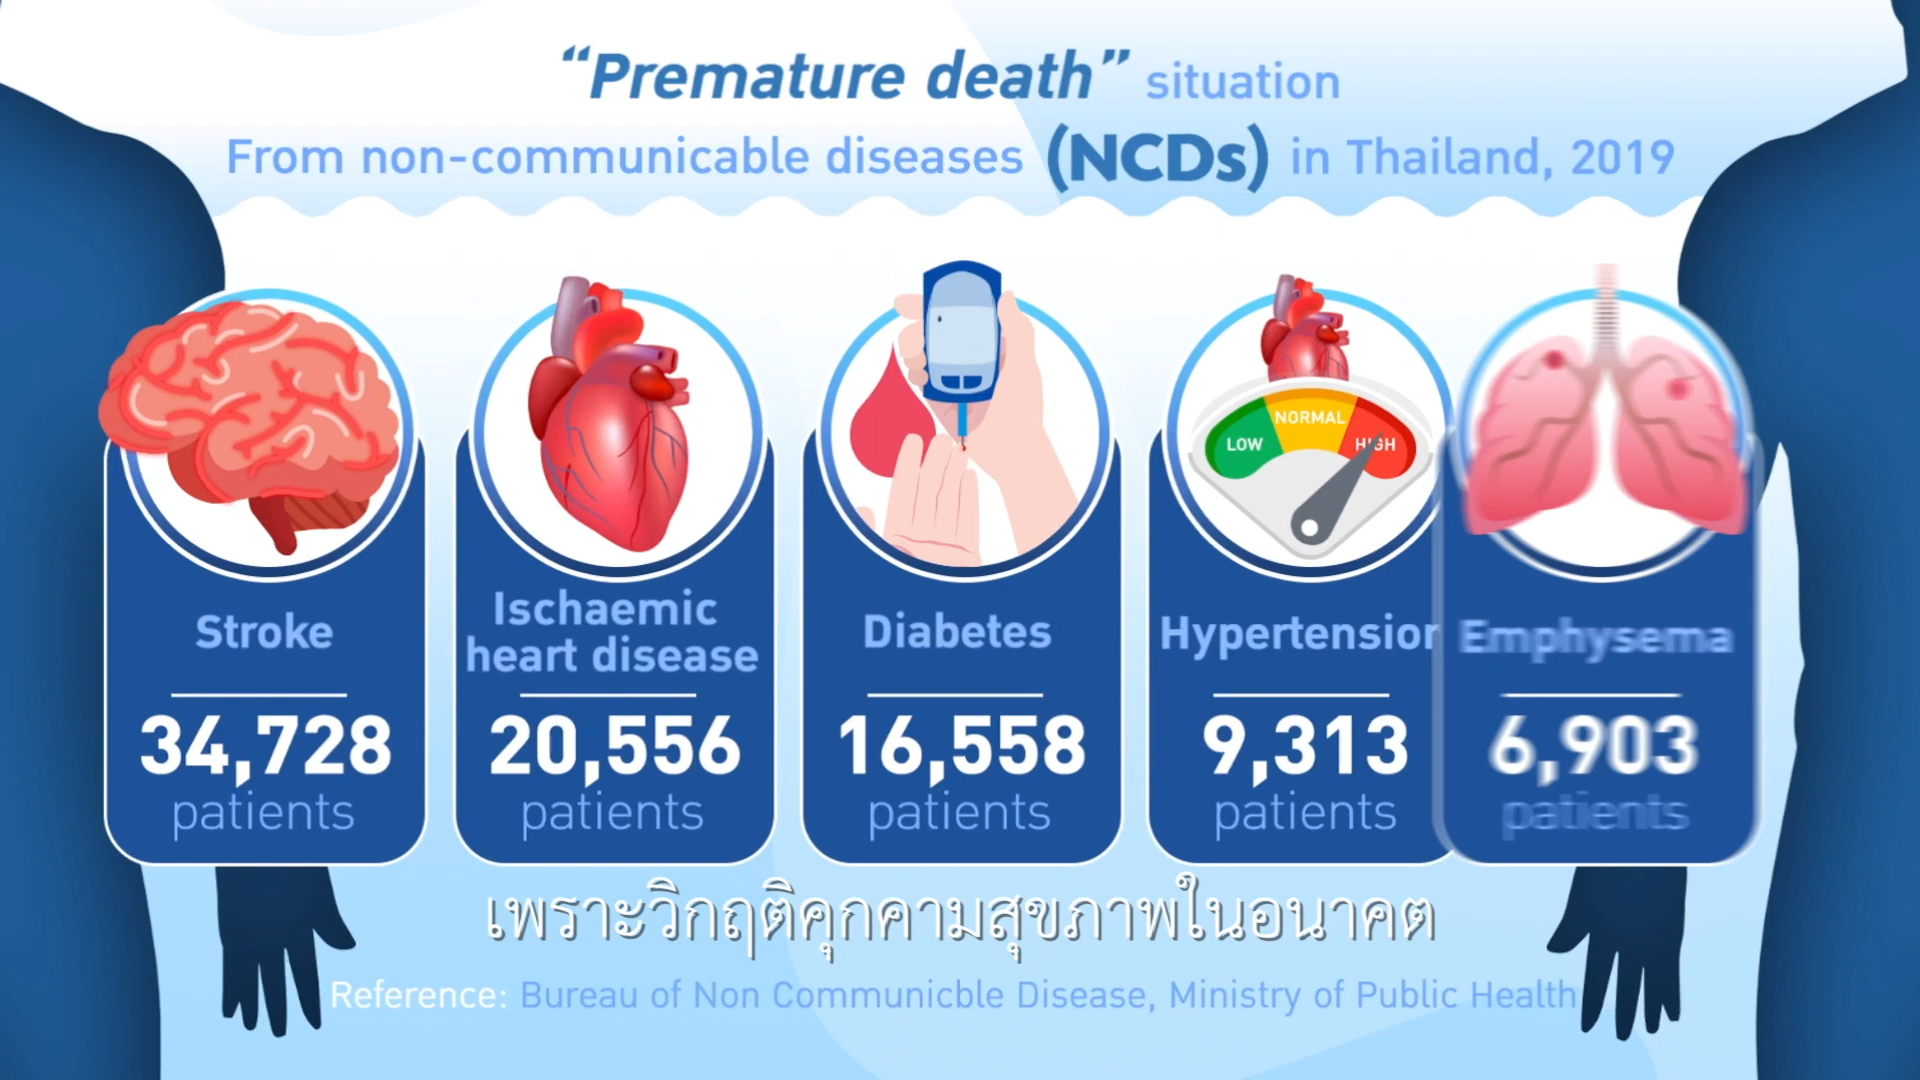 “Premature death” situation
From non-communicable diseases (NCDs) in Thailand, 2019
LOW
NORMAL
HIGH
Stroke
34,728
patients
Ischaemic
heart disease
20,556
patients
Diabetes
16,558
patients
Hypertension
9,313
patients
Emphysema
6,903
patients
เพราะวิกฤติคุกคามสุขภาพในอนาคต
Reference: Bureau of Non Communicble Disease, Ministry of Public Health